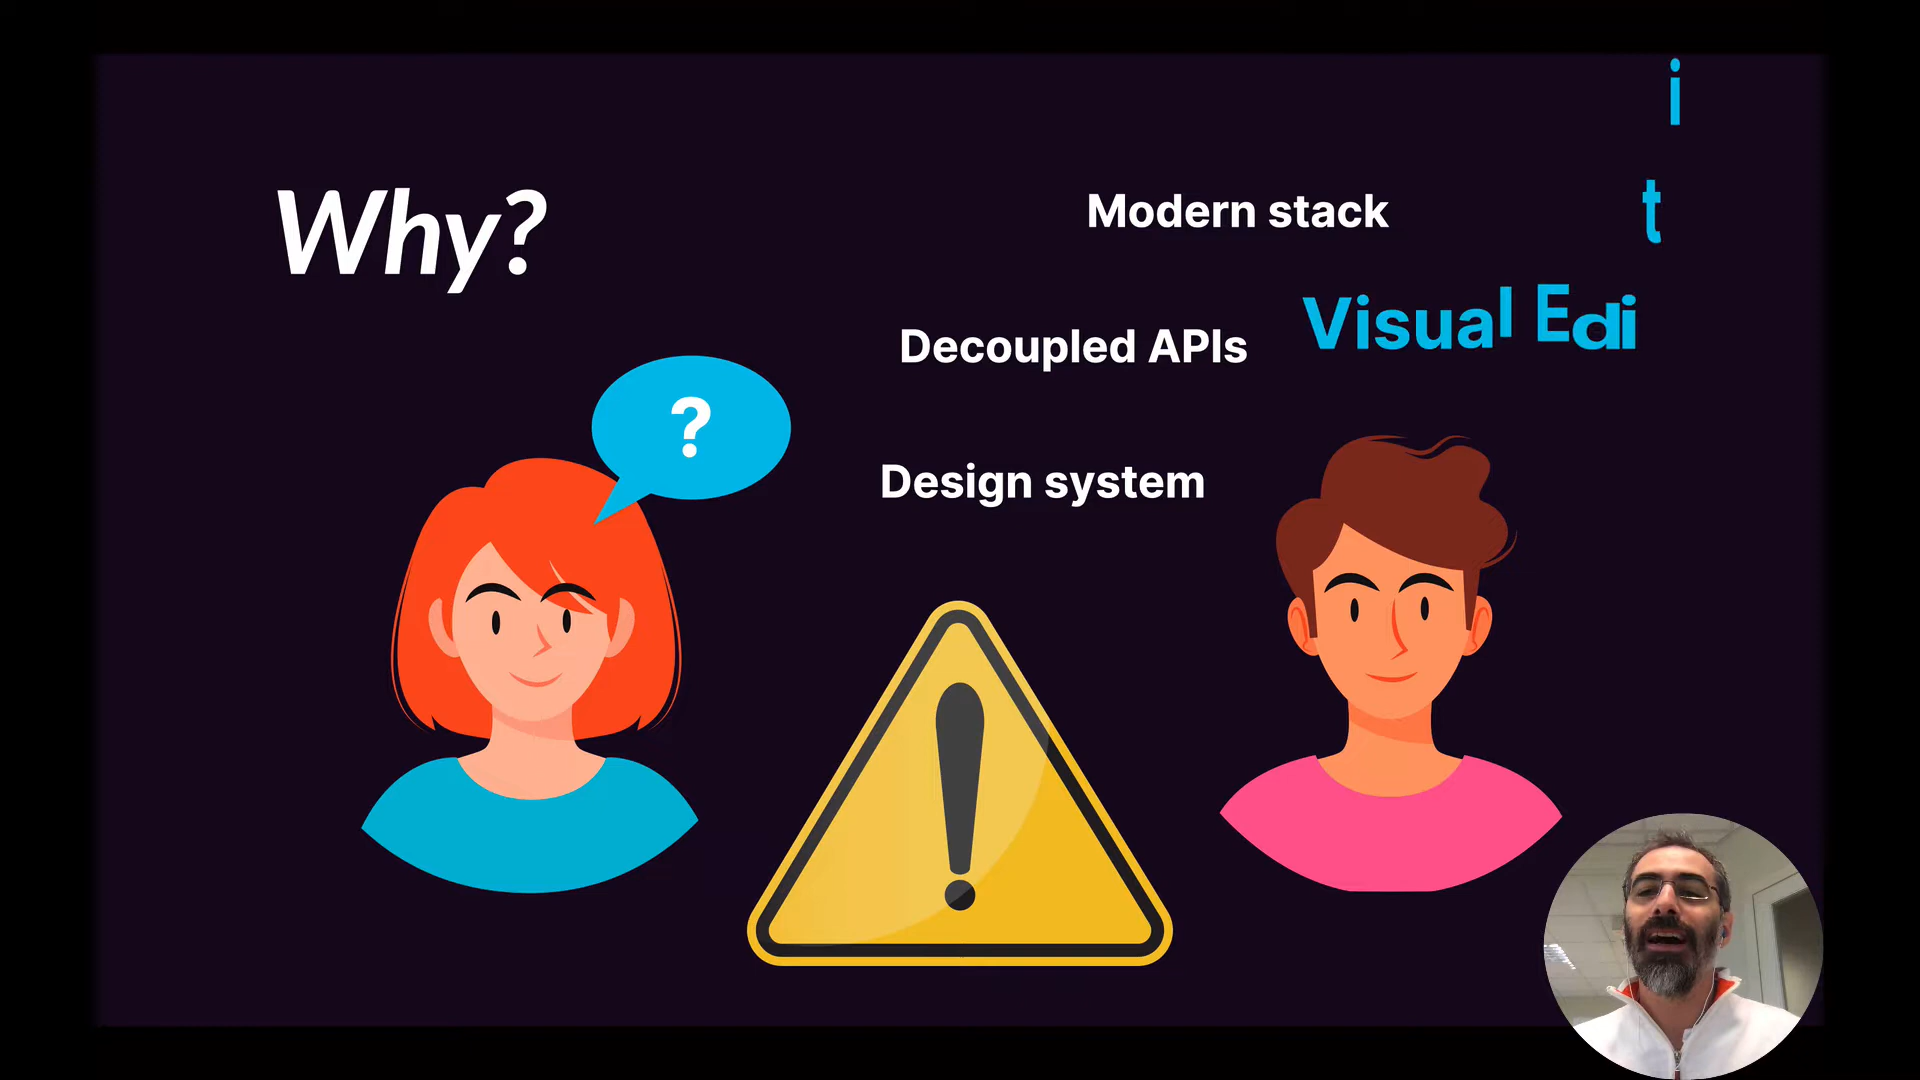 Why?
Modern stack
Visual Edi
t
i
Decoupled APIs
?
Design system